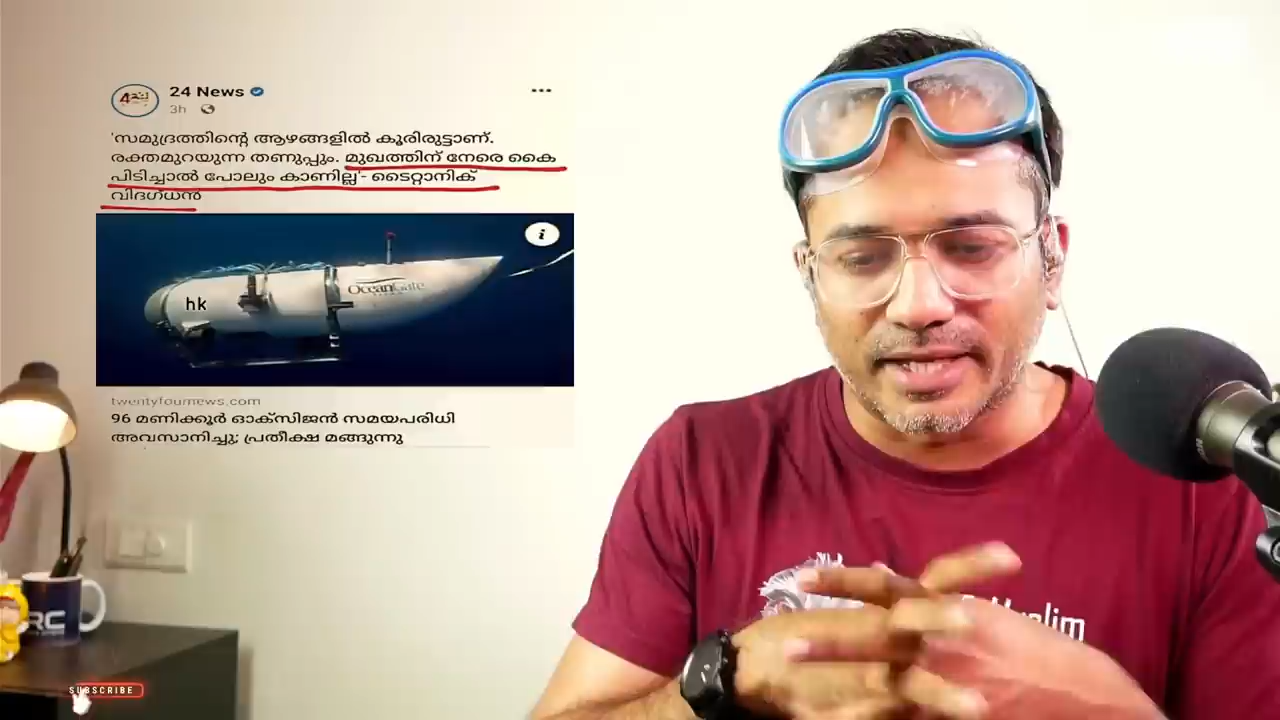 24 News
3h
'സമുദ്രത്തിന്റെ ആഴങ്ങളിൽ കൂരിരുട്ടാണ്.
രക്തമുറയുന്ന തണുപ്പും. മുഖത്തിന് നേരെ കൈ
പിടിച്ചാൽ പോലും കാണില്ല'- ടൈറ്റാനിക്
വിദഗ്ധൻ
hk
OceanGate
twentyfournews.com
96 മണിക്കൂർ ഓക്സിജൻ സമയപരിധി
അവസാനിച്ചു; പ്രതീക്ഷ മങ്ങുന്നു
RC
SUBSCRIBE